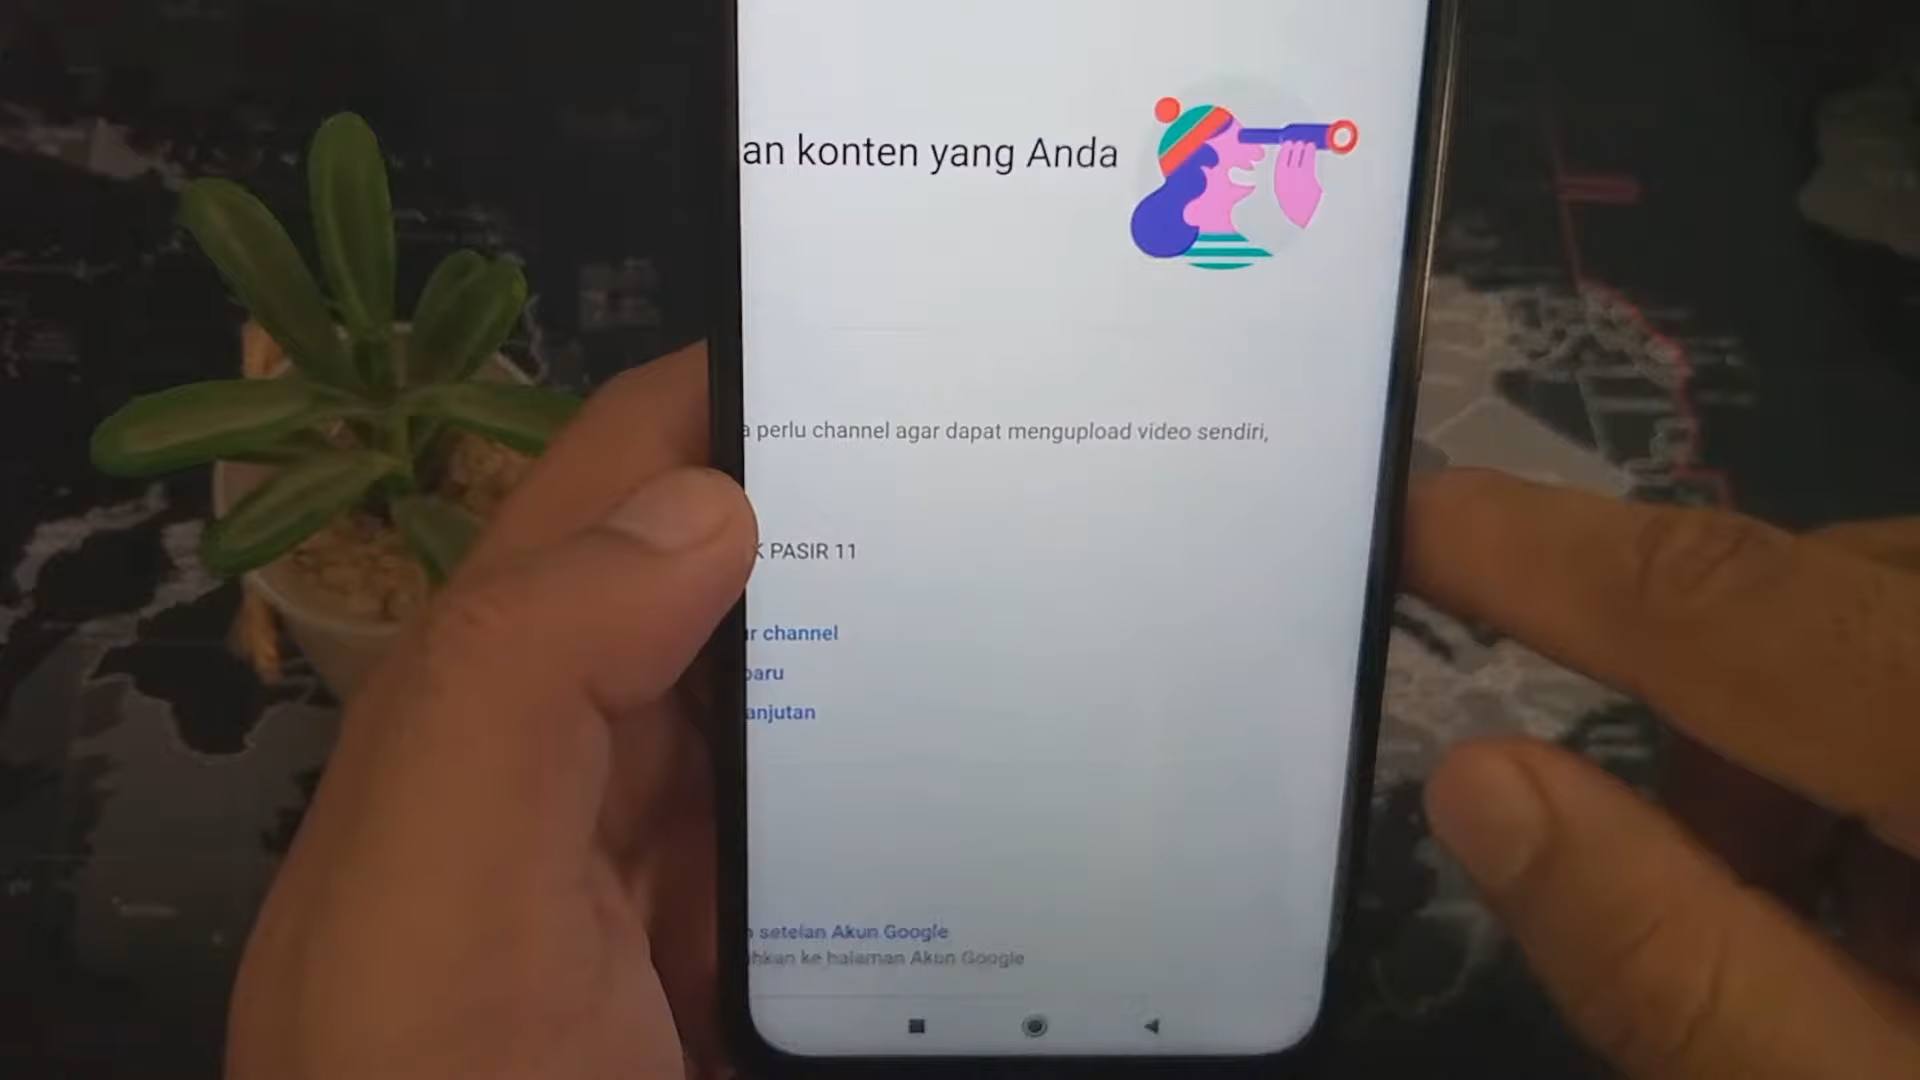 an konten yang Anda
perlu channel agar dapat mengupload video sendiri,
PASIR 11
channel
baru
anjutan
setelan Akun Google
hkan ke halaman Akun Google